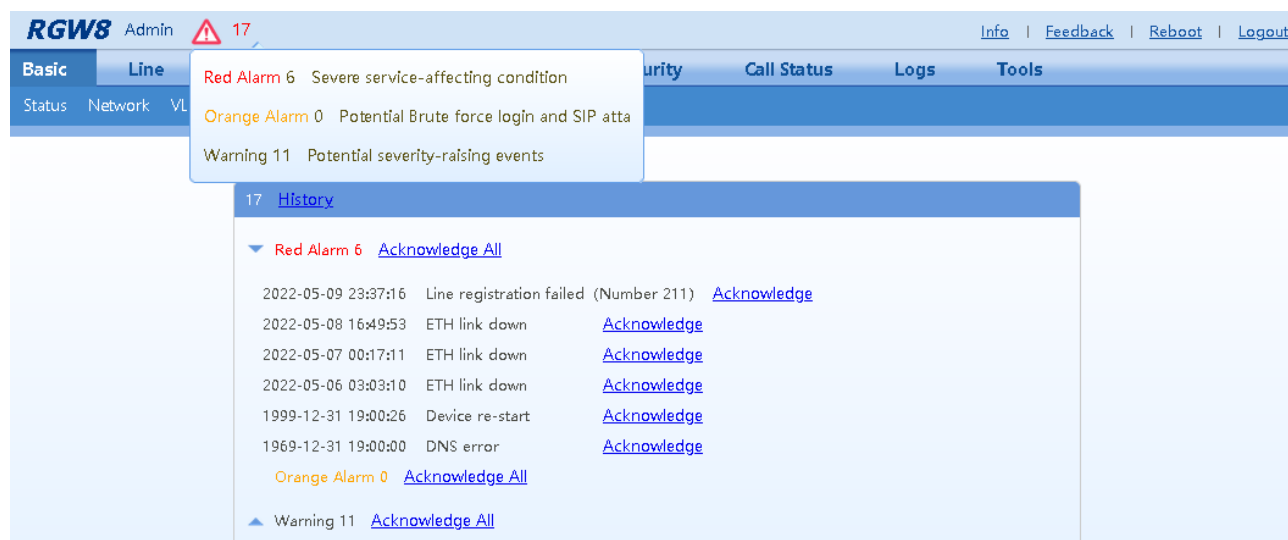 RGW8 Admin 17 Info | Feedback | Reboot | Logout
Basic Line Call Status Logs Tools
Status Network
Red Alarm 6 Severe service-affecting condition
Orange Alarm 0 Potential Brute force login and SIP atta
Warning 11 Potential severity-raising events
17 History
Red Alarm 6 Acknowledge All
2022-05-09 23:37:16 Line registration failed (Number 211) Acknowledge
2022-05-08 16:49:53 ETH link down Acknowledge
2022-05-07 00:17:11 ETH link down Acknowledge
2022-05-06 03:03:10 ETH link down Acknowledge
1999-12-31 19:00:26 Device re-start Acknowledge
1969-12-31 19:00:00 DNS error Acknowledge
Orange Alarm 0 Acknowledge All
Warning 11 Acknowledge All